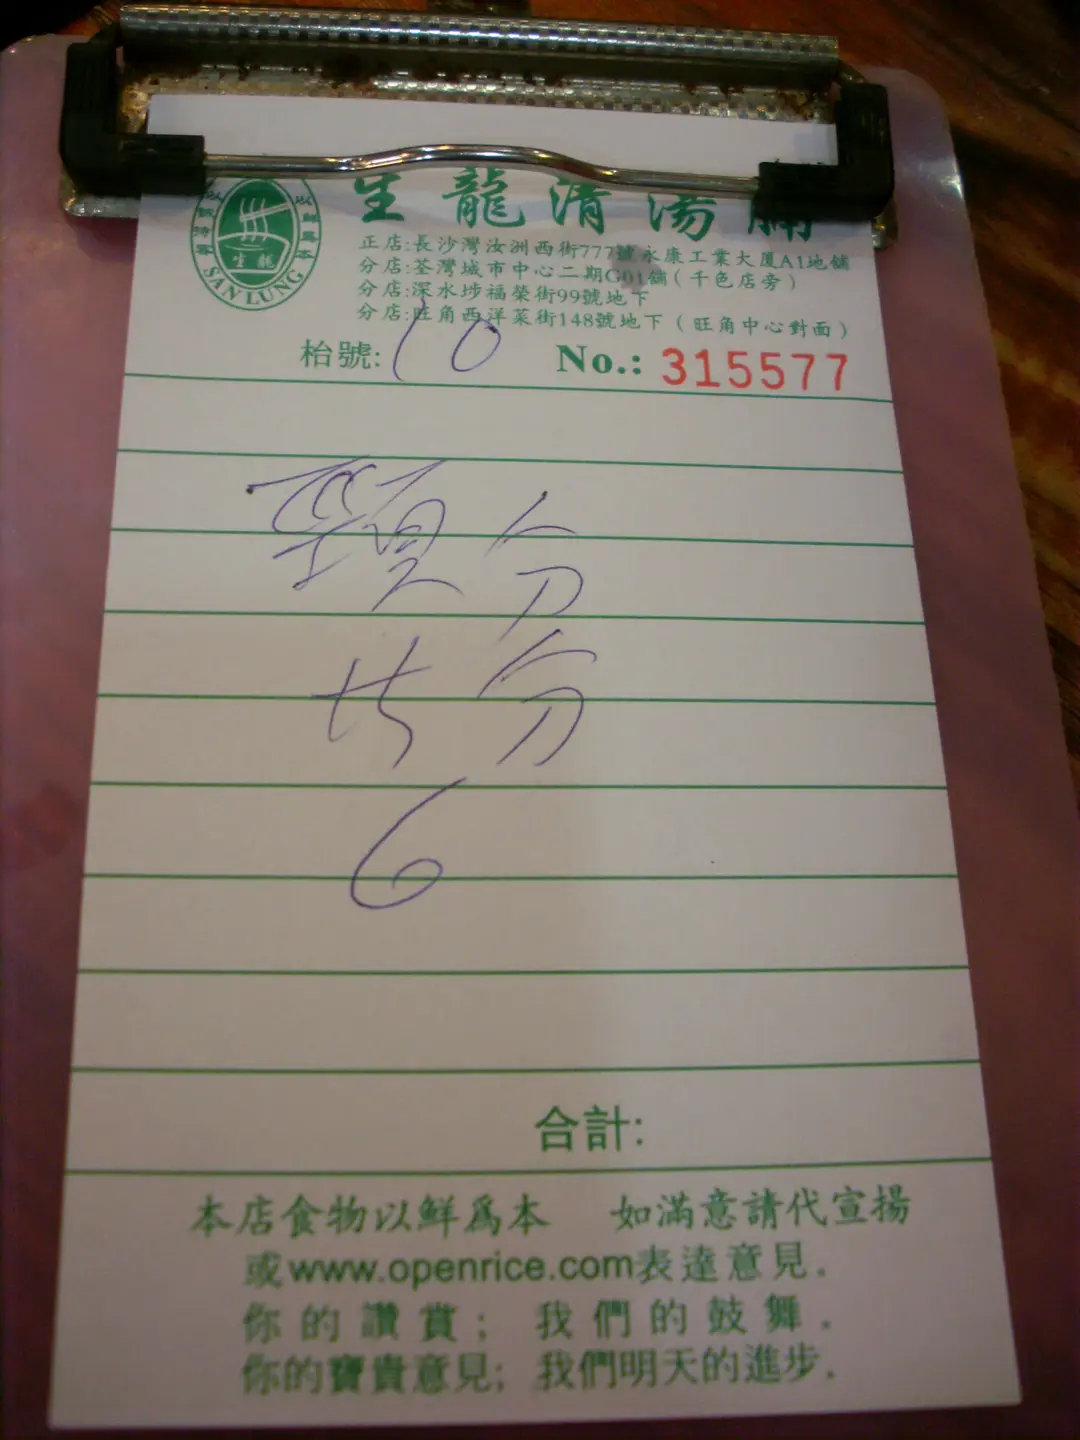 生龍清湯腩
生龍
SAN LUNG
正店:長沙灣汝洲西街777號永康工業大厦A1地舖
分店:荃灣城市中心二期G01舖(千色店旁)
分店:深水埗福榮街99號地下
分店:旺角西洋菜街148號地下(旺角中心對面)
枱號: 10 No.: 315577
頸分
廿分
6
合計:
本店食物以鮮爲本 如滿意請代宣揚
或www.openrice.com表達意見.
你的讚賞; 我們的鼓舞.
你的寶貴意見; 我們明天的進步.